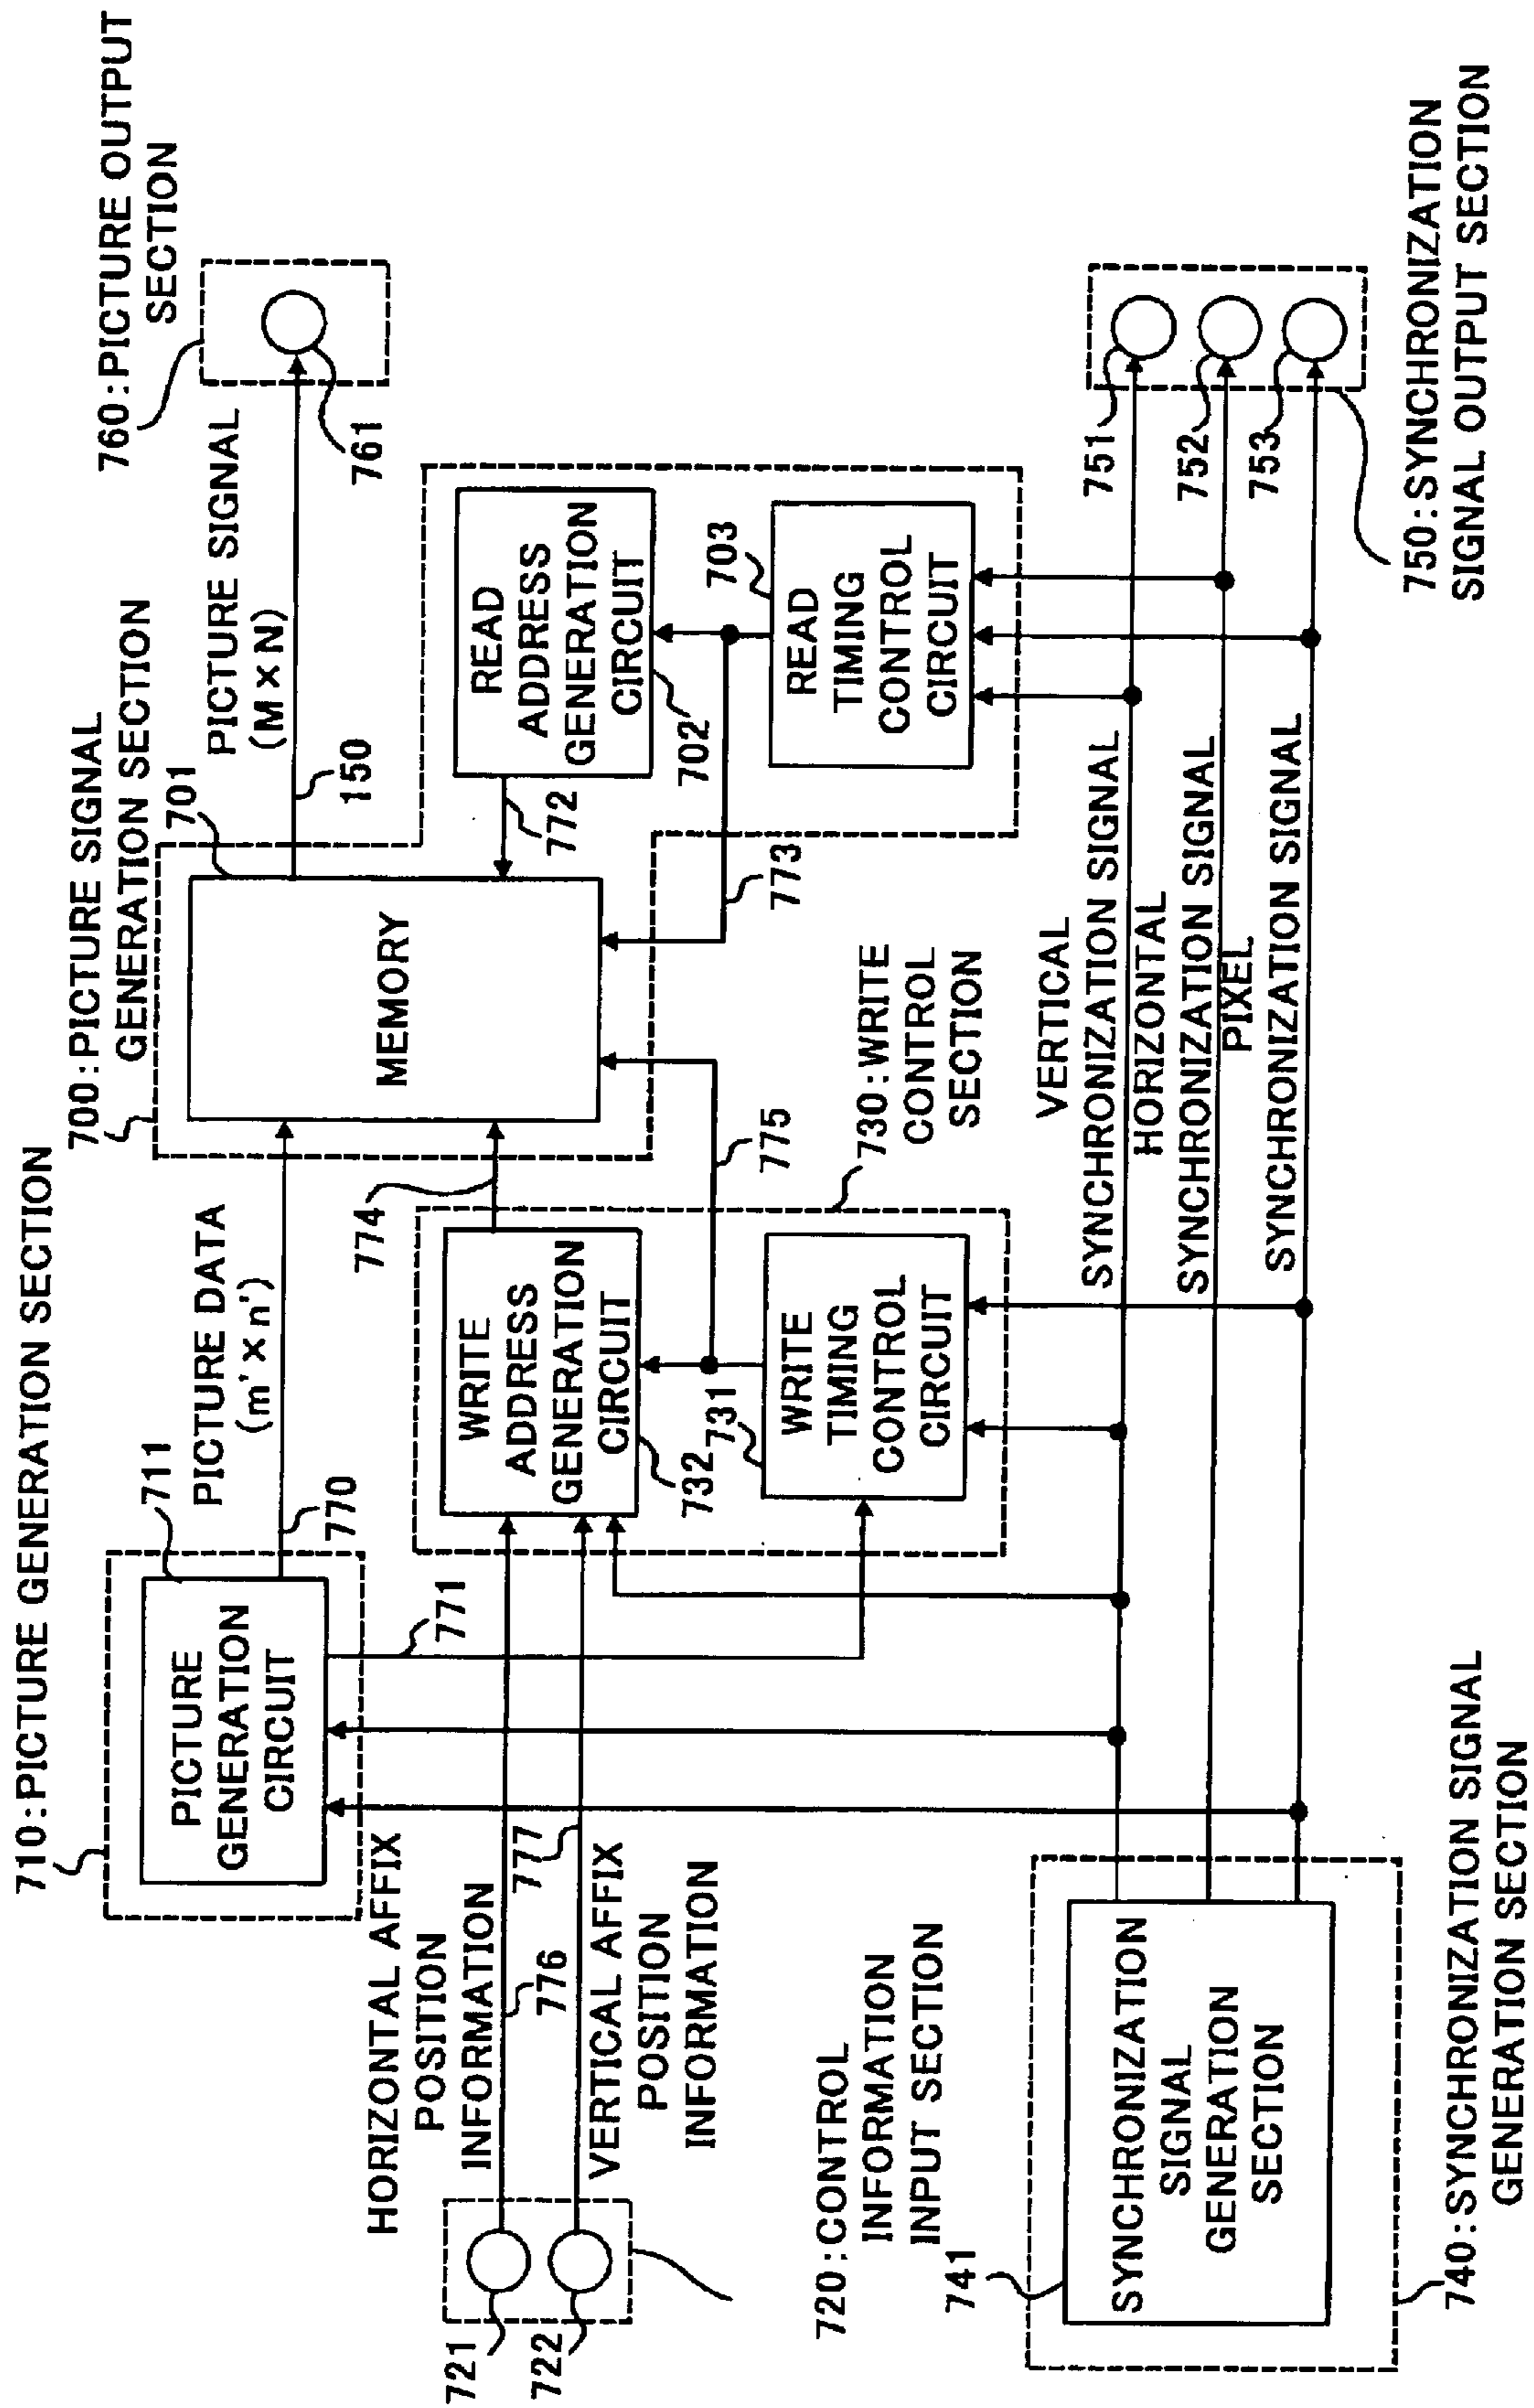 710:PICTURE GENERATION SECTION
711
PICTURE
GENERATION
CIRCUIT
PICTURE DATA
(m'×n')
770
771
700:PICTURE SIGNAL
GENERATION SECTION
701
MEMORY
PICTURE SIGNAL
(M×N)
150
760:PICTURE OUTPUT
SECTION
761
HORIZONTAL AFFIX
POSITION
INFORMATION
776
777
VERTICAL AFFIX
POSITION
INFORMATION
721
722
720:CONTROL
INFORMATION
INPUT SECTION
774
WRITE
ADDRESS
GENERATION
CIRCUIT
732
731
WRITE
TIMING
CONTROL
CIRCUIT
775
730:WRITE
CONTROL
SECTION
772
READ
ADDRESS
GENERATION
CIRCUIT
702
773
703
READ
TIMING
CONTROL
CIRCUIT
741
SYNCHRONIZATION
SIGNAL
GENERATION
SECTION
740:SYNCHRONIZATION SIGNAL
GENERATION SECTION
VERTICAL
SYNCHRONIZATION SIGNAL
HORIZONTAL
SYNCHRONIZATION SIGNAL
PIXEL
SYNCHRONIZATION SIGNAL
751
752
753
750:SYNCHRONIZATION
SIGNAL OUTPUT SECTION